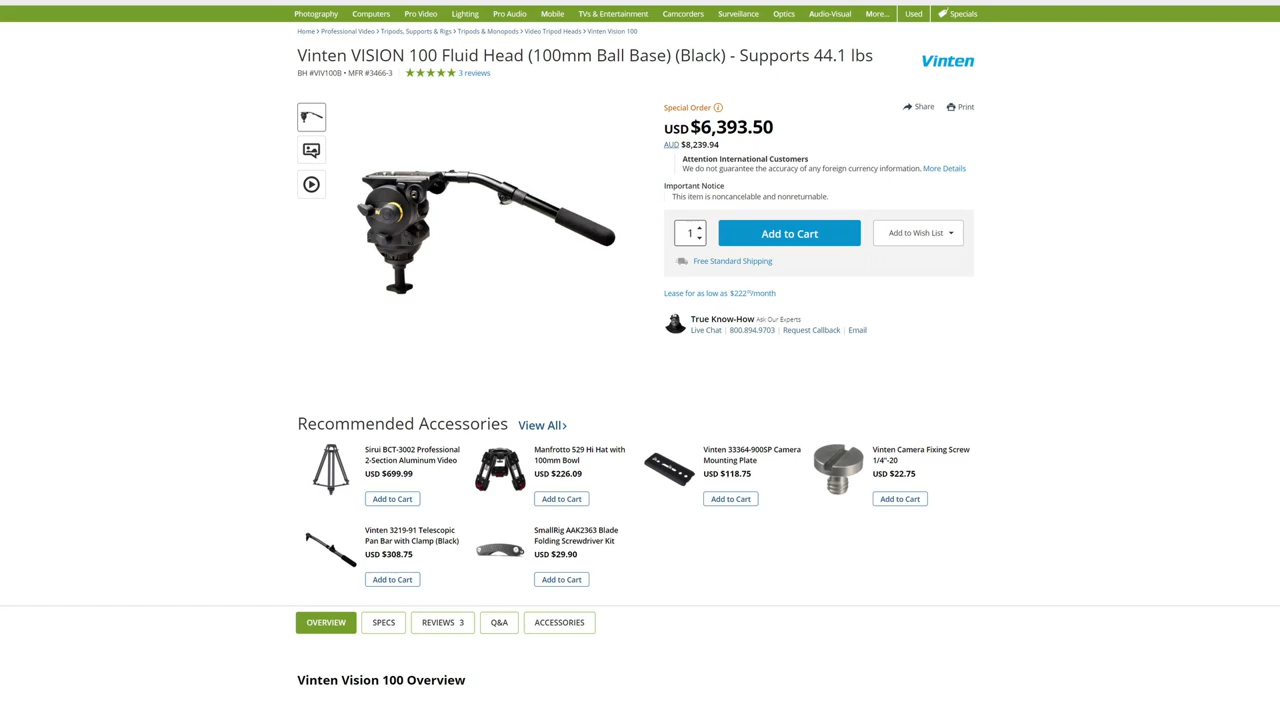 Photography Computers Pro Video Lighting Pro Audio Mobile TVs & Entertainment Camcorders Surveillance Optics Audio-Visual More... Used Specials
Home > Professional Video > Tripods, Supports & Rigs > Tripods & Monopods > Video Tripod Heads > Vinten Vision 100
Vinten VISION 100 Fluid Head (100mm Ball Base) (Black) - Supports 44.1 lbs
Vinten
BH #VIV100B • MFR #3466-3 3 reviews
Special Order
Share Print
USD $6,393.50
AUD $8,239.94
Attention International Customers
We do not guarantee the accuracy of any foreign currency information. More Details
Important Notice
This item is noncancelable and nonreturnable.
1 Add to Cart Add to Wish List
Free Standard Shipping
Lease for as low as $222⁹⁵/month
True Know-How Ask Our Experts
Live Chat | 800.894.9703 | Request Callback | Email
Recommended Accessories View All>
Sirui BCT-3002 Professional
2-Section Aluminum Video
USD $699.99
Add to Cart
Manfrotto 529 Hi Hat with
100mm Bowl
USD $226.09
Add to Cart
Vinten 33364-900SP Camera
Mounting Plate
USD $118.75
Add to Cart
Vinten Camera Fixing Screw
1/4"-20
USD $22.75
Add to Cart
Vinten 3219-91 Telescopic
Pan Bar with Clamp (Black)
USD $308.75
Add to Cart
SmallRig AAK2363 Blade
Folding Screwdriver Kit
USD $29.90
Add to Cart
OVERVIEW SPECS REVIEWS 3 Q&A ACCESSORIES
Vinten Vision 100 Overview